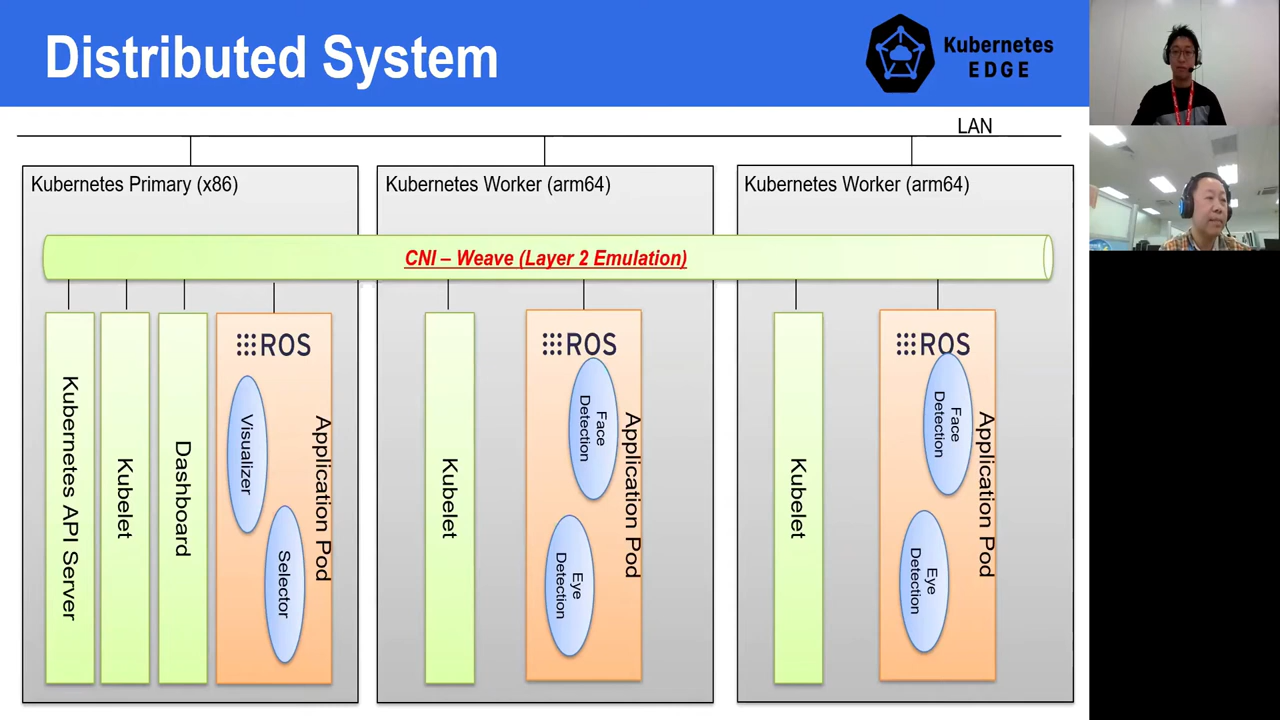 Distributed System
Kubernetes
EDGE
LAN
Kubernetes Primary (x86)
Kubernetes Worker (arm64)
Kubernetes Worker (arm64)
CNI – Weave (Layer 2 Emulation)
Kubernetes API Server
Kubelet
Dashboard
ROS
Visualizer
Selector
Application Pod
Kubelet
ROS
Face
Detection
Eye
Detection
Application Pod
Kubelet
ROS
Face
Detection
Eye
Detection
Application Pod